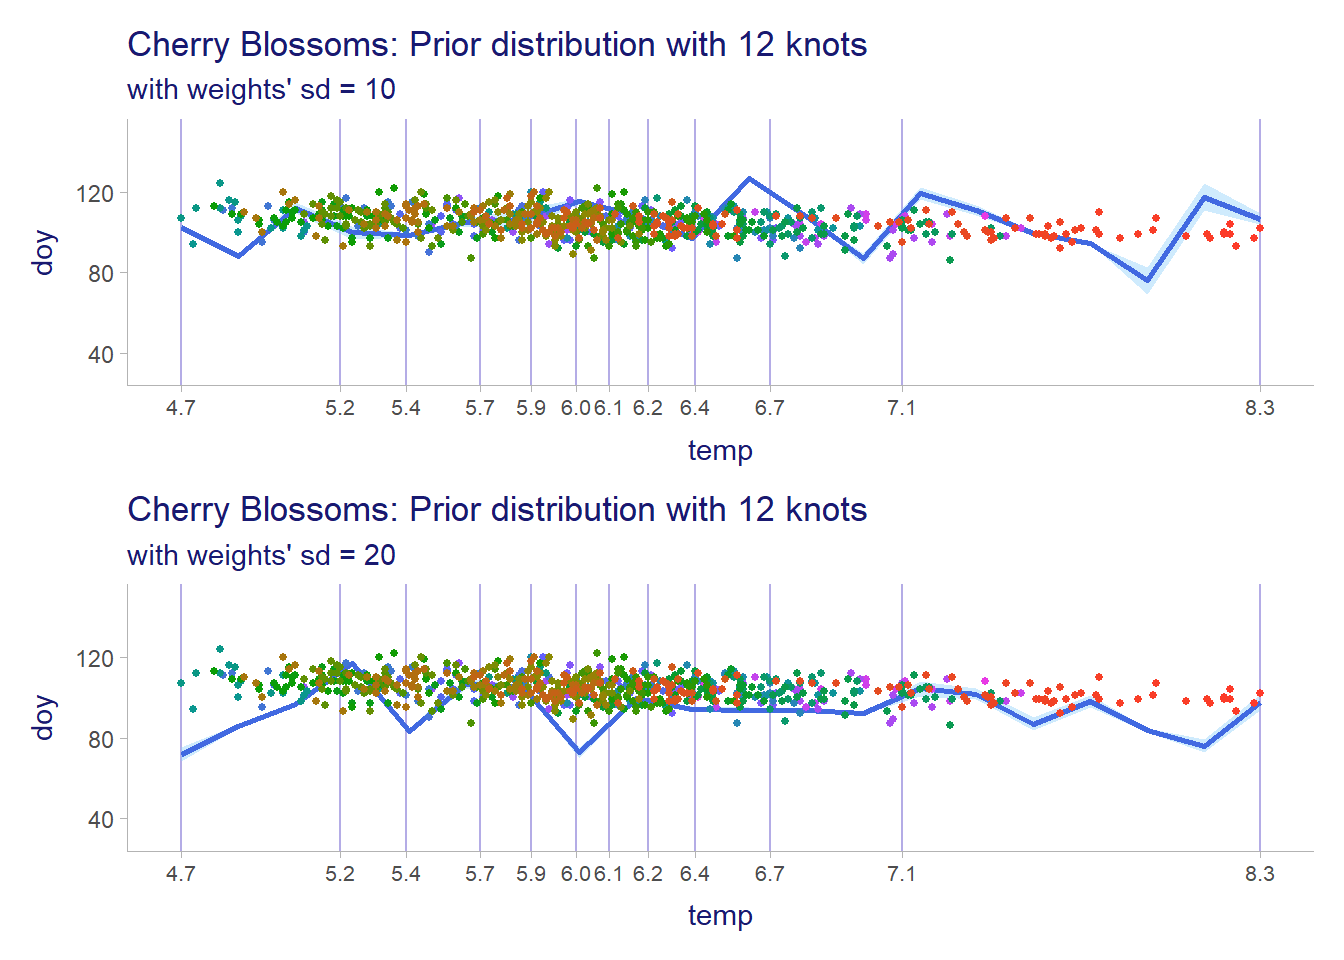 Cherry Blossoms: Prior distribution with 12 knots
with weights' sd = 10
doy
120
80
40
4.7 5.2 5.4 5.7 5.9 6.0 6.1 6.2 6.4 6.7 7.1 8.3
temp
Cherry Blossoms: Prior distribution with 12 knots
with weights' sd = 20
doy
120
80
40
4.7 5.2 5.4 5.7 5.9 6.0 6.1 6.2 6.4 6.7 7.1 8.3
temp